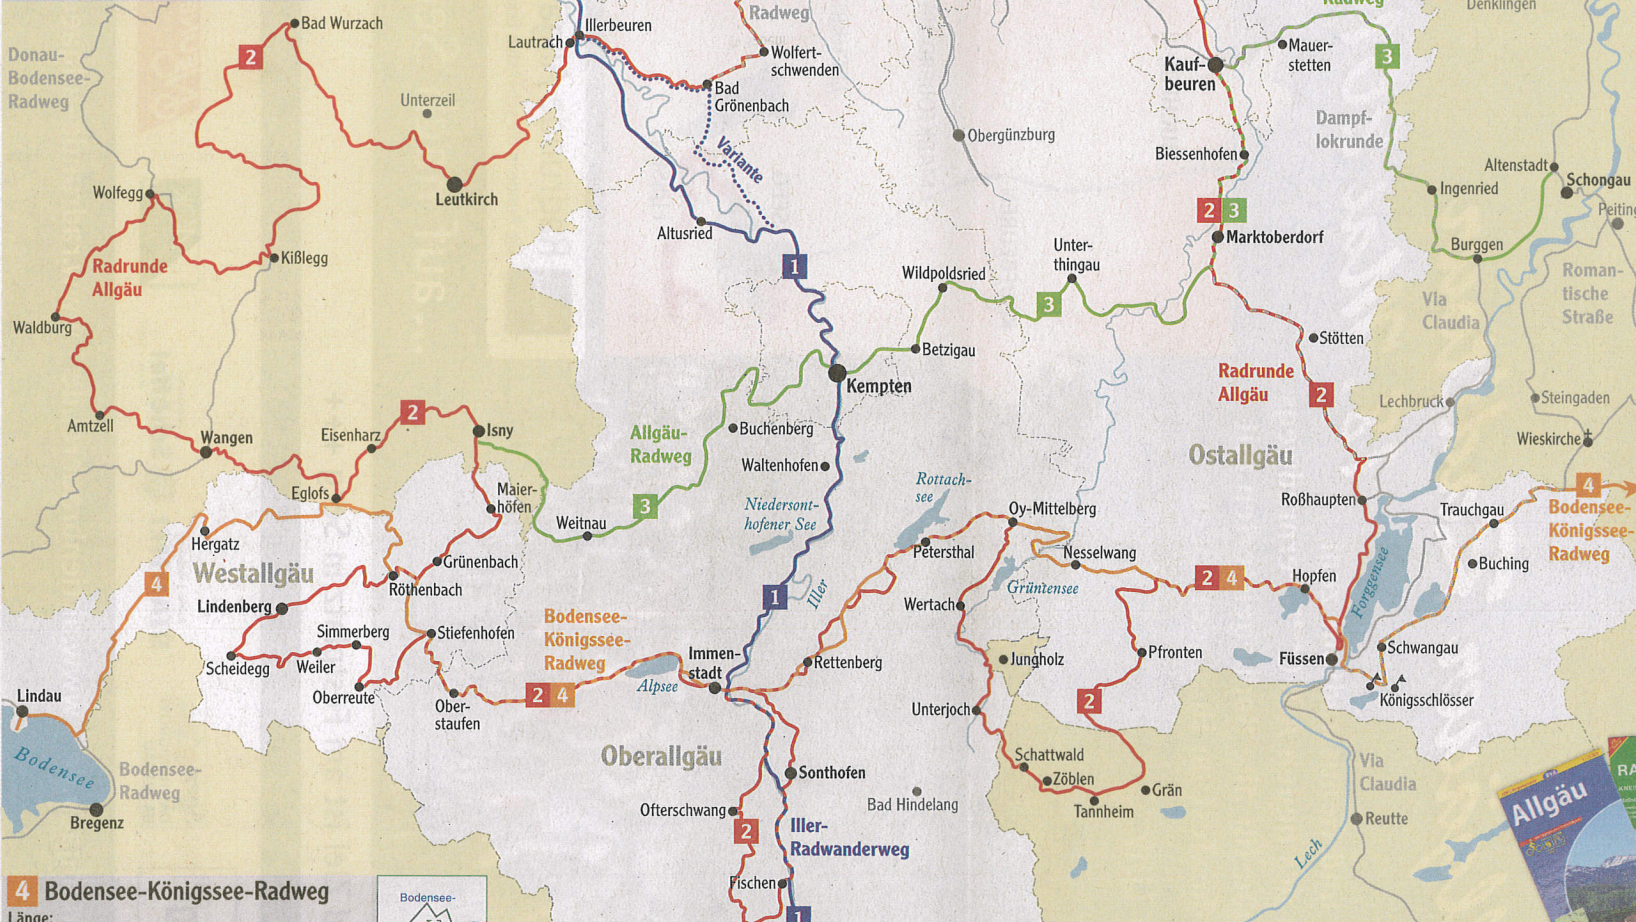 Bad Wurzach
Donau-
Bodensee-
Radweg
2
Unterzeil
Lautrach
Illerbeuren
Radweg
Wolfert-
schwenden
Bad
Grönenbach
Variante
Leutkirch
Wolfegg
Altusried
Kißlegg
Radrunde
Allgäu
Waldburg
1
Obergünzburg
Kauf-
beuren
Mauer-
stetten
Radweg
3
Denklingen
Dampf-
lokrunde
Biessenhofen
Altenstadt
Schongau
Ingenried
Peiting
2 3
Marktoberdorf
Burggen
Unter-
thingau
Wildpoldsried
3
Roman-
tische
Straße
Via
Claudia
Stötten
Betzigau
Kempten
Radrunde
Allgäu
2
Lechbruck
Steingaden
Wieskirche
Amtzell
Wangen
Eisenharz
2
Isny
Allgäu-
Radweg
Buchenberg
Waltenhofen
Ostallgäu
Eglofs
Maier-
höfen
3
Weitnau
Niedersont-
hofener See
Rottach-
see
Oy-Mittelberg
Roßhaupten
Trauchgau
4
Bodensee-
Königssee-
Radweg
Hergatz
Westallgäu
4
Grünenbach
Röthenbach
Lindenberg
Petersthal
Nesselwang
Grüntensee
Wertach
2 4
Hopfen
Forggensee
Buching
1
Iller
Simmerberg
Stiefenhofen
Scheidegg
Weiler
Oberreute
Bodensee-
Königssee-
Radweg
Immen-
stadt
Rettenberg
Alpsee
Jungholz
Pfronten
Füssen
Schwangau
Königsschlösser
Lindau
Ober-
staufen
2 4
Unterjoch
2
Bodensee
Bodensee-
Radweg
Bregenz
Oberallgäu
Sonthofen
Schattwald
Zöblen
Tannheim
Grän
Bad Hindelang
Via
Claudia
Reutte
Lech
Ofterschwang
2
Iller-
Radwanderweg
Fischen
1
Allgäu
RA
4 Bodensee-Königssee-Radweg
Länge:
Bodensee-